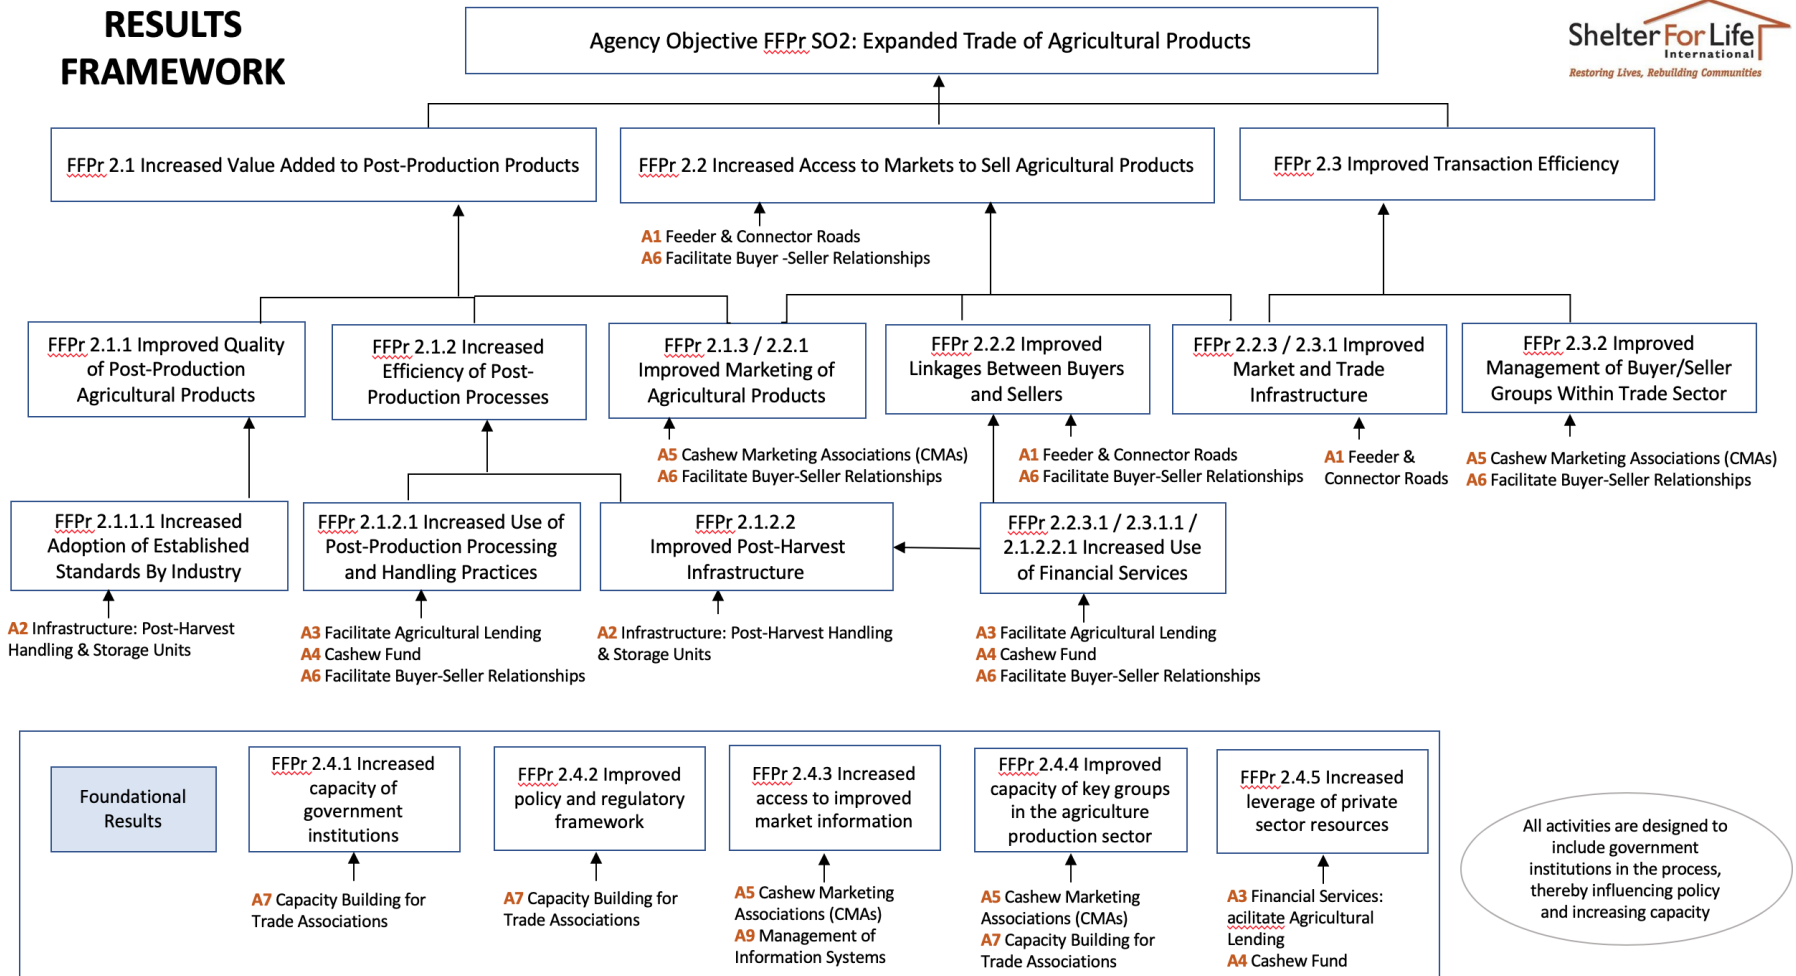 RESULTS
FRAMEWORK
Agency Objective FFPr SO2: Expanded Trade of Agricultural Products
Shelter For Life
International
Restoring Lives, Rebuilding Communities
FFPr 2.1 Increased Value Added to Post-Production Products
FFPr 2.2 Increased Access to Markets to Sell Agricultural Products
FFPr 2.3 Improved Transaction Efficiency
A1 Feeder & Connector Roads
A6 Facilitate Buyer -Seller Relationships
FFPr 2.1.1 Improved Quality
of Post-Production
Agricultural Products
FFPr 2.1.2 Increased
Efficiency of Post-
Production Processes
FFPr 2.1.3 / 2.2.1
Improved Marketing of
Agricultural Products
FFPr 2.2.2 Improved
Linkages Between Buyers
and Sellers
FFPr 2.2.3 / 2.3.1 Improved
Market and Trade
Infrastructure
FFPr 2.3.2 Improved
Management of Buyer/Seller
Groups Within Trade Sector
A5 Cashew Marketing Associations (CMAs)
A6 Facilitate Buyer-Seller Relationships
A1 Feeder & Connector Roads
A6 Facilitate Buyer-Seller Relationships
A1 Feeder &
Connector Roads
A5 Cashew Marketing Associations (CMAs)
A6 Facilitate Buyer-Seller Relationships
FFPr 2.1.1.1 Increased
Adoption of Established
Standards By Industry
FFPr 2.1.2.1 Increased Use of
Post-Production Processing
and Handling Practices
FFPr 2.1.2.2
Improved Post-Harvest
Infrastructure
FFPr 2.2.3.1 / 2.3.1.1 /
2.1.2.2.1 Increased Use
of Financial Services
A2 Infrastructure: Post-Harvest
Handling & Storage Units
A3 Facilitate Agricultural Lending
A4 Cashew Fund
A6 Facilitate Buyer-Seller Relationships
A2 Infrastructure: Post-Harvest Handling
& Storage Units
A3 Facilitate Agricultural Lending
A4 Cashew Fund
A6 Facilitate Buyer-Seller Relationships
Foundational
Results
FFPr 2.4.1 Increased
capacity of
government
institutions
FFPr 2.4.2 Improved
policy and regulatory
framework
FFPr 2.4.3 Increased
access to improved
market information
FFPr 2.4.4 Improved
capacity of key groups
in the agriculture
production sector
FFPr 2.4.5 Increased
leverage of private
sector resources
A7 Capacity Building for
Trade Associations
A7 Capacity Building for
Trade Associations
A5 Cashew Marketing
Associations (CMAs)
A9 Management of
Information Systems
A5 Cashew Marketing
Associations (CMAs)
A7 Capacity Building for
Trade Associations
A3 Financial Services:
acilitate Agricultural
Lending
A4 Cashew Fund
All activities are designed to
include government
institutions in the process,
thereby influencing policy
and increasing capacity